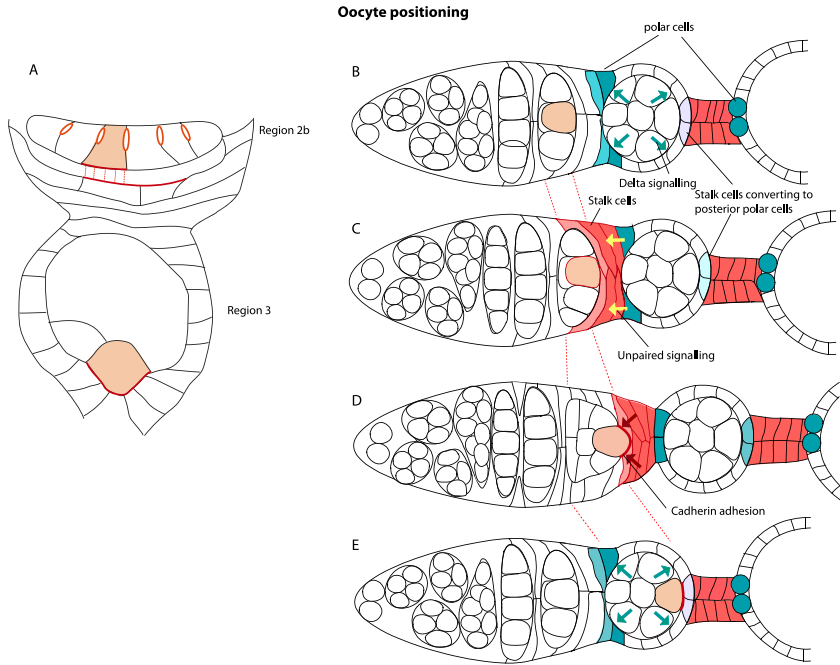 Oocyte positioning
A
Region 2b
Region 3
B
polar cells
Delta signalling
Stalk cells converting to
posterior polar cells
C
Stalk cells
Unpaired signalling
D
Cadherin adhesion
E